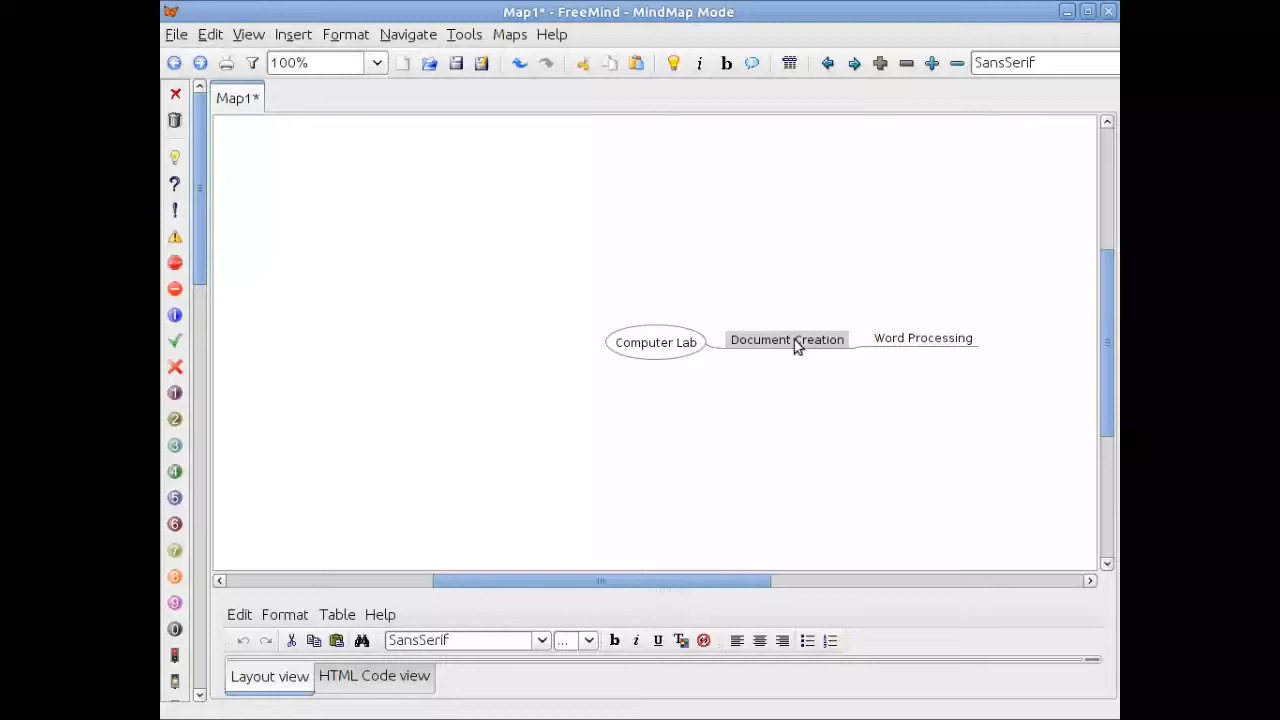 Map1* - FreeMind - MindMap Mode
File Edit View Insert Format Navigate Tools Maps Help
100% i b SansSerif
Map1*
Computer Lab Document Creation Word Processing
Edit Format Table Help
SansSerif ... b i U
Layout view HTML Code view